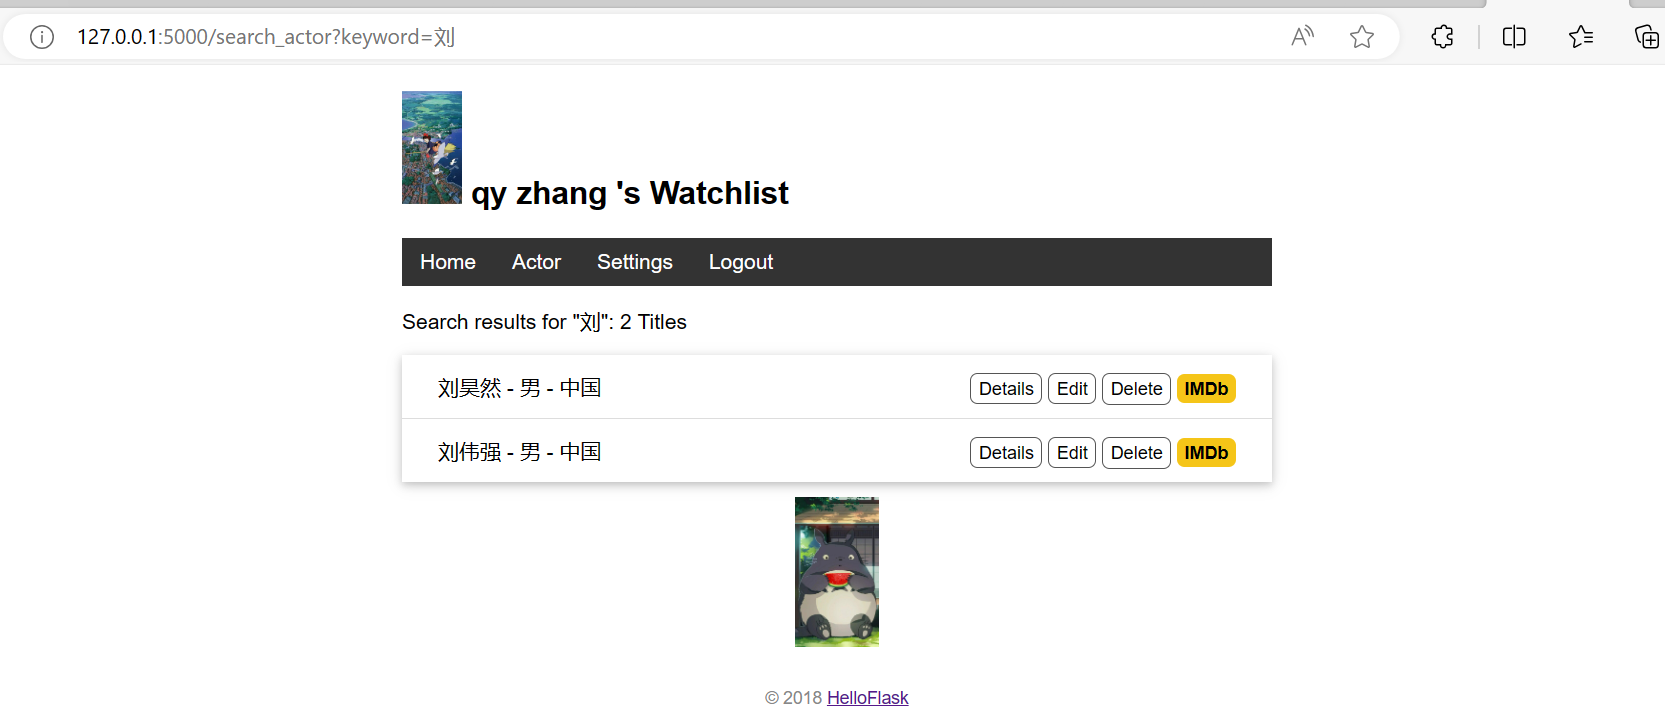 127.0.0.1:5000/search_actor?keyword=刘
qy zhang 's Watchlist
Home Actor Settings Logout
Search results for "刘": 2 Titles
刘昊然 - 男 - 中国 Details Edit Delete IMDb
刘伟强 - 男 - 中国 Details Edit Delete IMDb
© 2018 HelloFlask